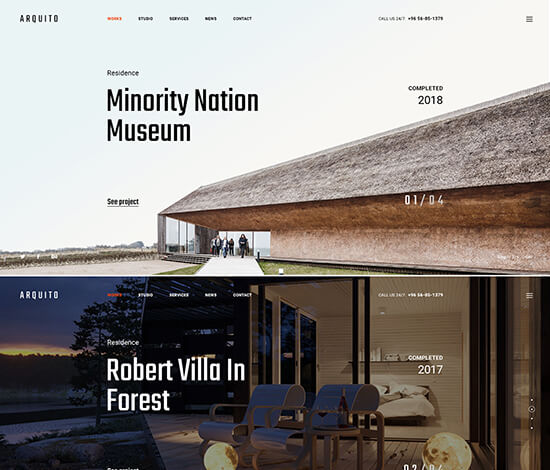 ARQUITO
WORKS STUDIO SERVICES NEWS CONTACT
CALL US 24/7 +96 56-85-1379
Residence
Minority Nation
Museum
COMPLETED
2018
See project
01/04
ARQUITO
WORKS STUDIO SERVICES NEWS CONTACT
CALL US 24/7 +96 56-85-1379
Residence
Robert Villa In
Forest
COMPLETED
2017
See project
02/04